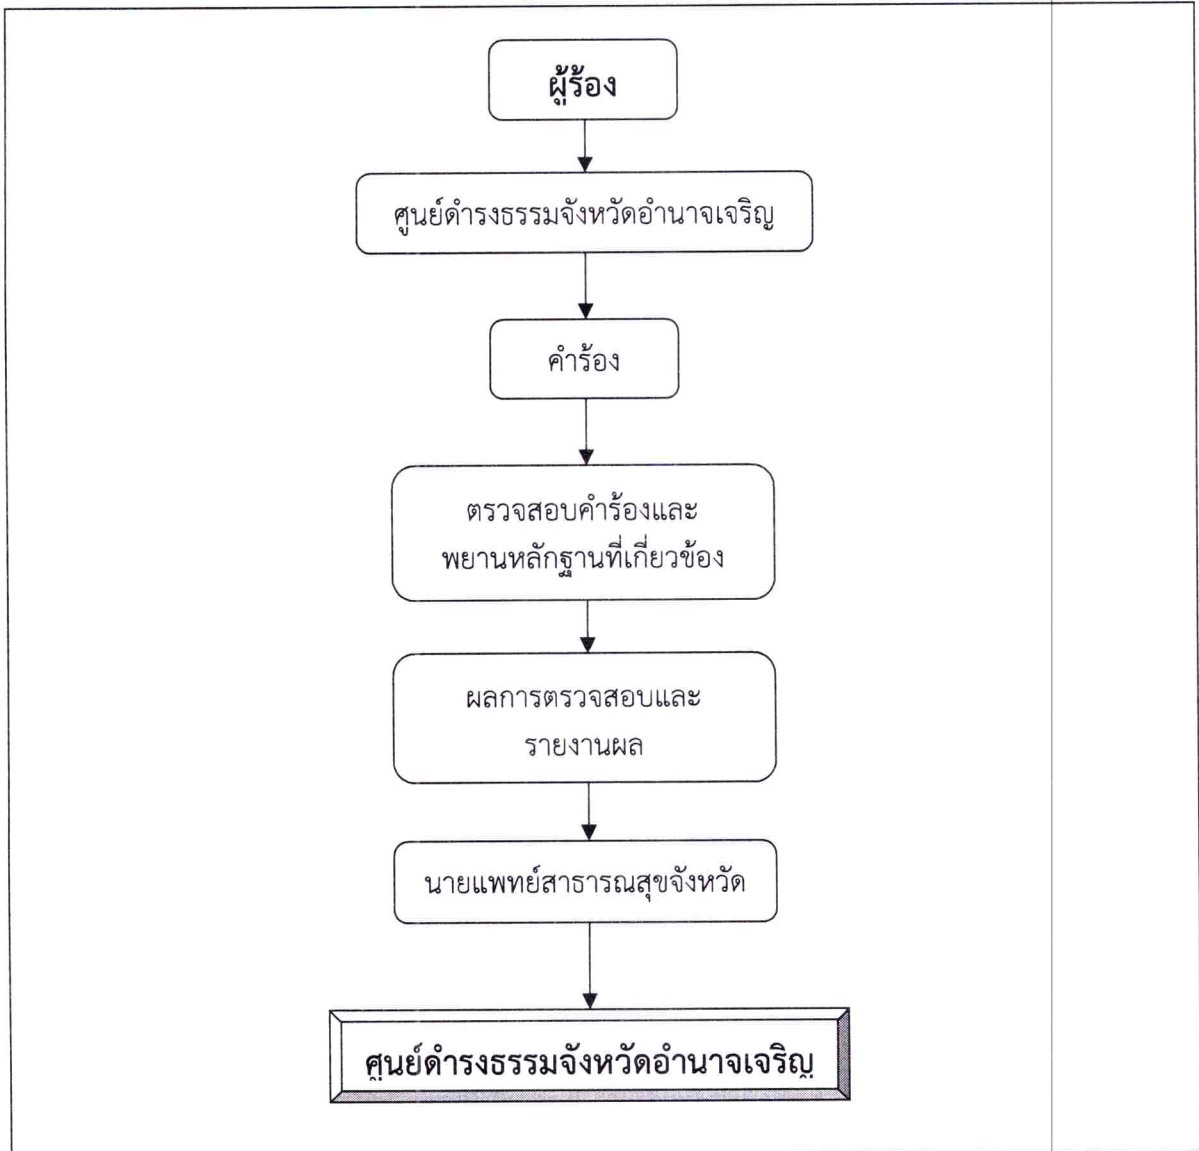 ผู้ร้อง
ศูนย์ดำรงธรรมจังหวัดอำนาจเจริญ
คำร้อง
ตรวจสอบคำร้องและ
พยานหลักฐานที่เกี่ยวข้อง
ผลการตรวจสอบและ
รายงานผล
นายแพทย์สาธารณสุขจังหวัด
ศูนย์ดำรงธรรมจังหวัดอำนาจเจริญ